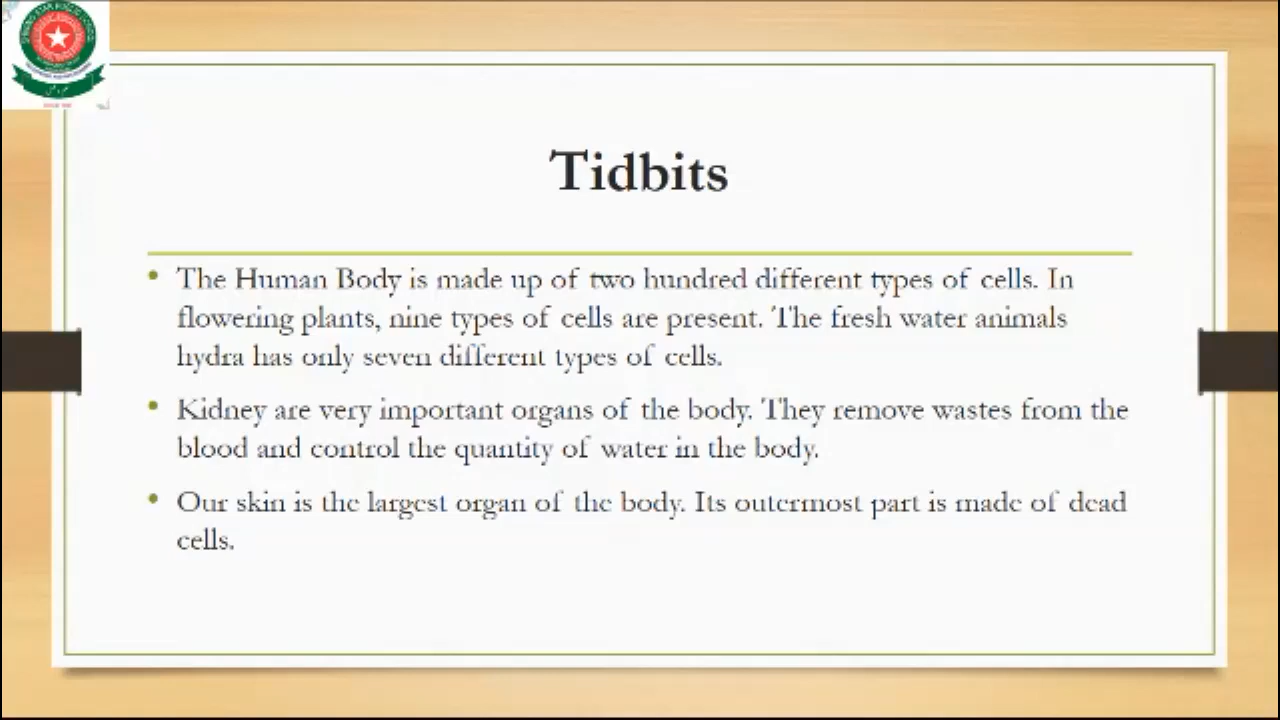 Tidbits
The Human Body is made up of two hundred different types of cells. In
flowering plants, nine types of cells are present. The fresh water animals
hydra has only seven different types of cells.
Kidney are very important organs of the body. They remove wastes from the
blood and control the quantity of water in the body.
Our skin is the largest organ of the body. Its outermost part is made of dead
cells.